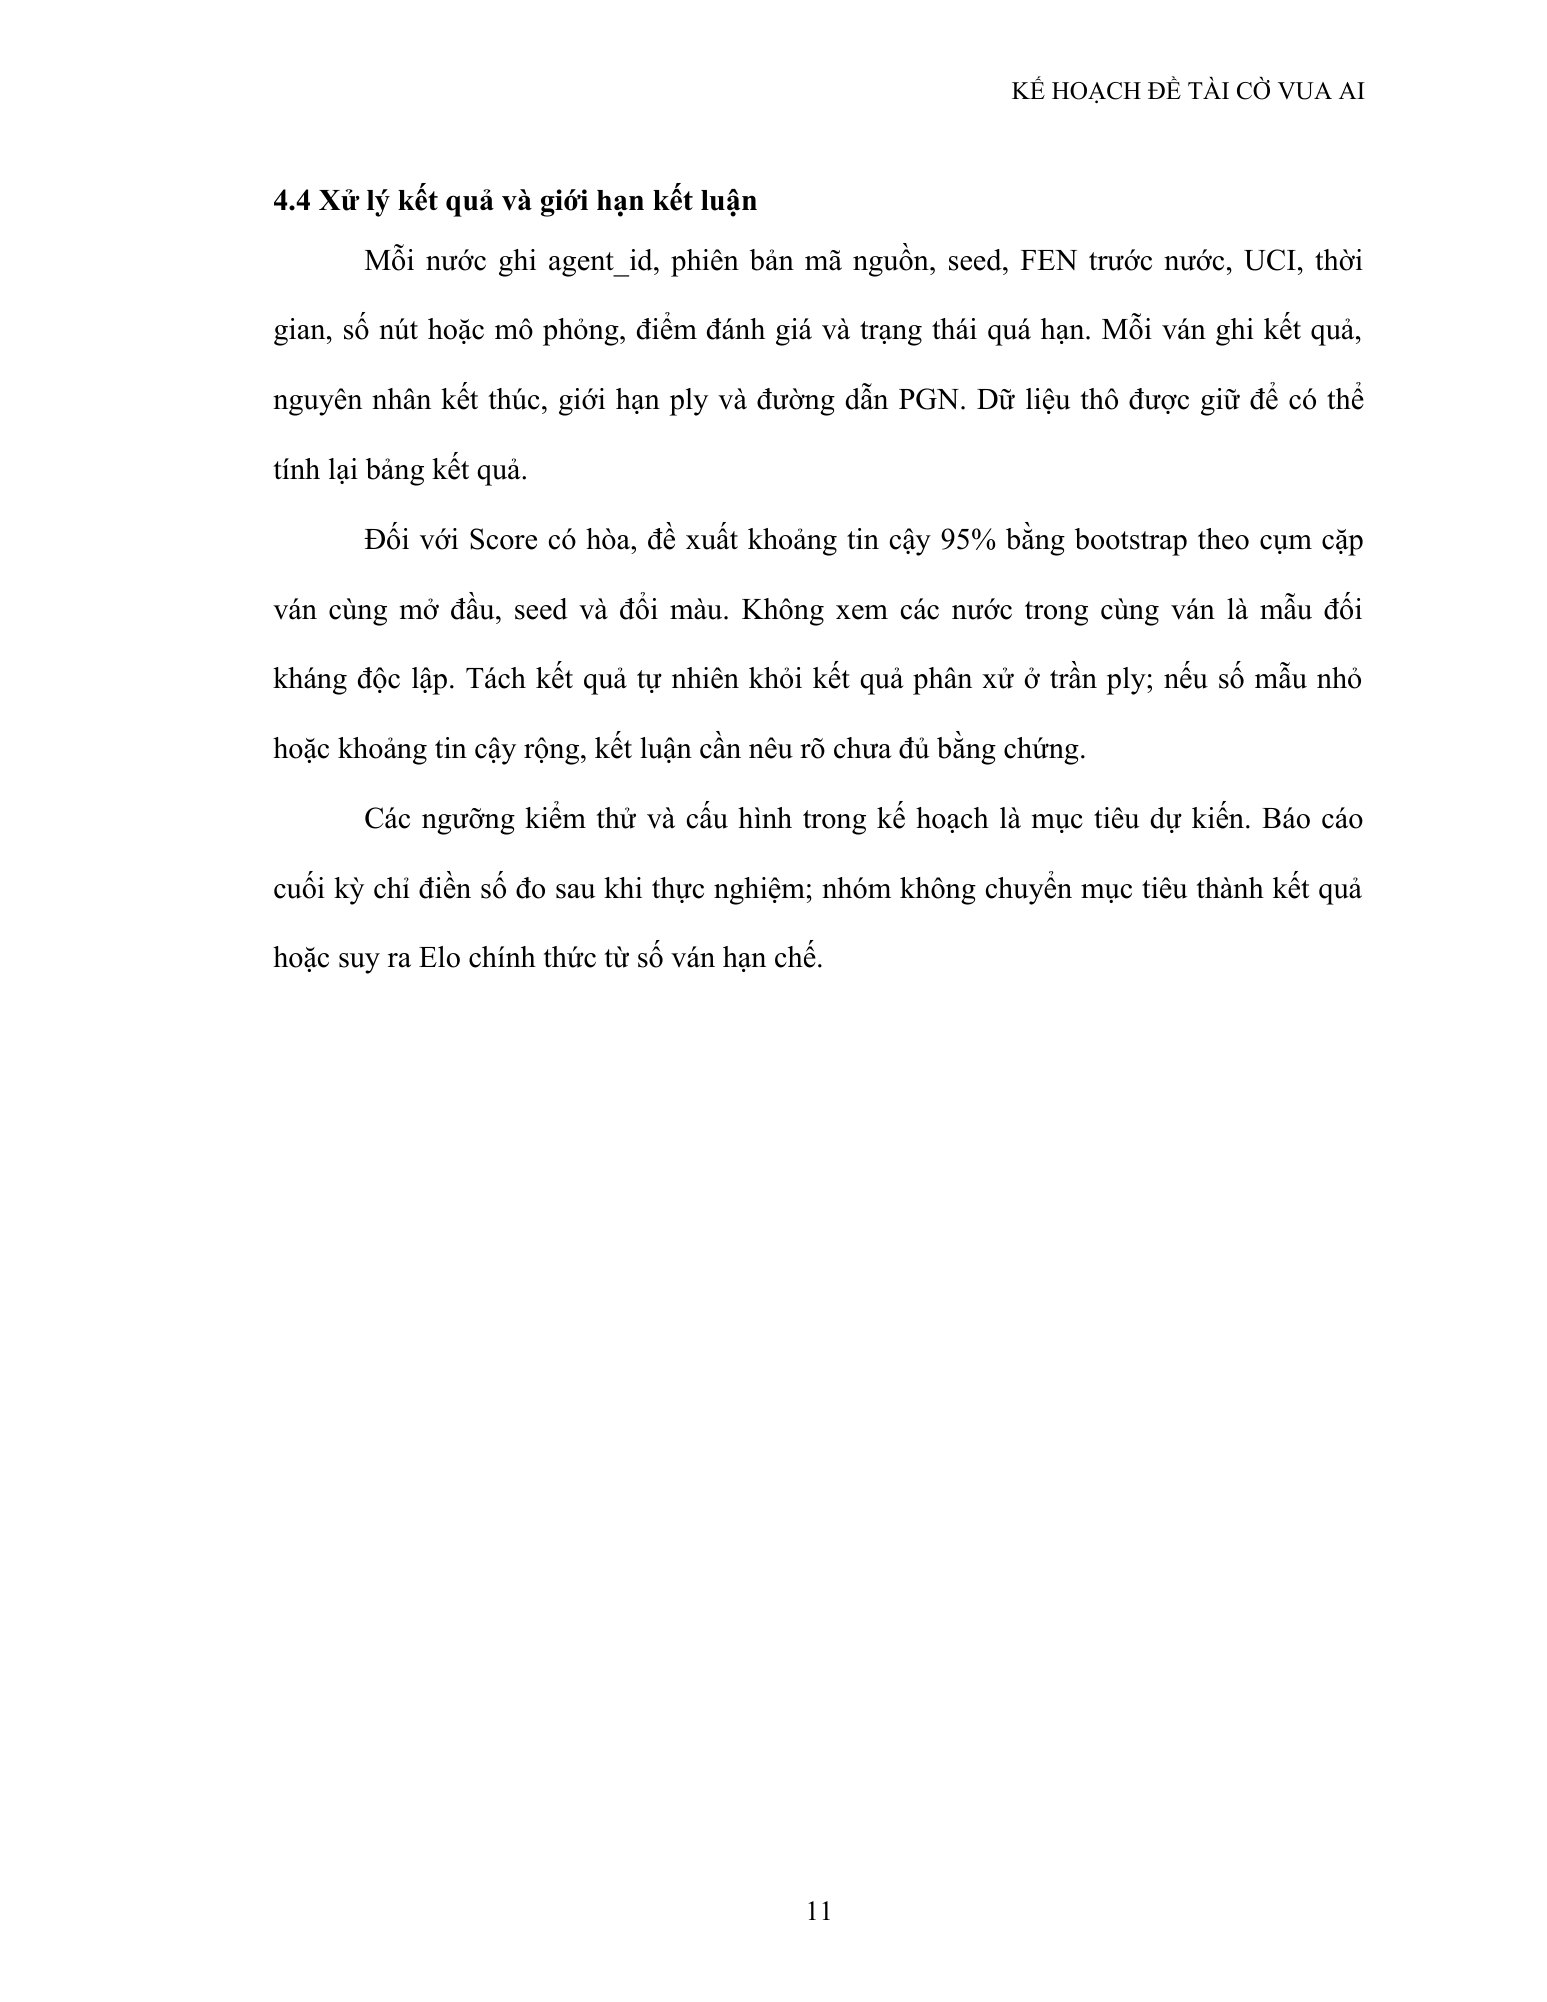 KẾ HOẠCH ĐỀ TÀI CỜ VUA AI
4.4 Xử lý kết quả và giới hạn kết luận
Mỗi nước ghi agent_id, phiên bản mã nguồn, seed, FEN trước nước, UCI, thời
gian, số nút hoặc mô phỏng, điểm đánh giá và trạng thái quá hạn. Mỗi ván ghi kết quả,
nguyên nhân kết thúc, giới hạn ply và đường dẫn PGN. Dữ liệu thô được giữ để có thể
tính lại bảng kết quả.
Đối với Score có hòa, đề xuất khoảng tin cậy 95% bằng bootstrap theo cụm cặp
ván cùng mở đầu, seed và đổi màu. Không xem các nước trong cùng ván là mẫu đối
kháng độc lập. Tách kết quả tự nhiên khỏi kết quả phân xử ở trần ply; nếu số mẫu nhỏ
hoặc khoảng tin cậy rộng, kết luận cần nêu rõ chưa đủ bằng chứng.
Các ngưỡng kiểm thử và cấu hình trong kế hoạch là mục tiêu dự kiến. Báo cáo
cuối kỳ chỉ điền số đo sau khi thực nghiệm; nhóm không chuyển mục tiêu thành kết quả
hoặc suy ra Elo chính thức từ số ván hạn chế.
11